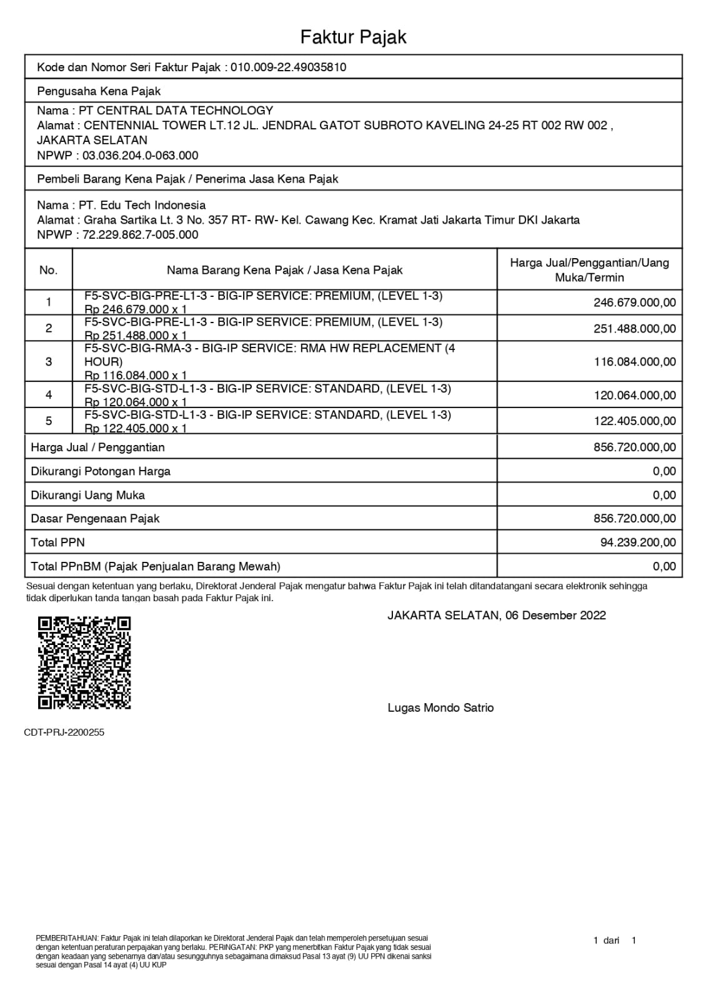 Faktur Pajak
Kode dan Nomor Seri Faktur Pajak : 010.009-22.49035810
Pengusaha Kena Pajak
Nama : PT CENTRAL DATA TECHNOLOGY
Alamat : CENTENNIAL TOWER LT.12 JL. JENDRAL GATOT SUBROTO KAVELING 24-25 RT 002 RW 002 ,
JAKARTA SELATAN
NPWP : 03.036.204.0-063.000
Pembeli Barang Kena Pajak / Penerima Jasa Kena Pajak
Nama : PT. Edu Tech Indonesia
Alamat : Graha Sartika Lt. 3 No. 357 RT- RW- Kel. Cawang Kec. Kramat Jati Jakarta Timur DKI Jakarta
NPWP : 72.229.862.7-005.000
No. Nama Barang Kena Pajak / Jasa Kena Pajak Harga Jual/Penggantian/Uang
Muka/Termin
1 F5-SVC-BIG-PRE-L1-3 - BIG-IP SERVICE: PREMIUM, (LEVEL 1-3)
Rp 246.679.000 x 1 246.679.000,00
2 F5-SVC-BIG-PRE-L1-3 - BIG-IP SERVICE: PREMIUM, (LEVEL 1-3)
Rp 251.488.000 x 1 251.488.000,00
3 F5-SVC-BIG-RMA-3 - BIG-IP SERVICE: RMA HW REPLACEMENT (4
HOUR)
Rp 116.084.000 x 1 116.084.000,00
4 F5-SVC-BIG-STD-L1-3 - BIG-IP SERVICE: STANDARD, (LEVEL 1-3)
Rp 120.064.000 x 1 120.064.000,00
5 F5-SVC-BIG-STD-L1-3 - BIG-IP SERVICE: STANDARD, (LEVEL 1-3)
Rp 122.405.000 x 1 122.405.000,00
Harga Jual / Penggantian 856.720.000,00
Dikurangi Potongan Harga 0,00
Dikurangi Uang Muka 0,00
Dasar Pengenaan Pajak 856.720.000,00
Total PPN 94.239.200,00
Total PPnBM (Pajak Penjualan Barang Mewah) 0,00
Sesuai dengan ketentuan yang berlaku, Direktorat Jenderal Pajak mengatur bahwa Faktur Pajak ini telah ditandatangani secara elektronik sehingga
tidak diperlukan tanda tangan basah pada Faktur Pajak ini.
JAKARTA SELATAN, 06 Desember 2022
Lugas Mondo Satrio
CDT-PRJ-2200255
PEMBERITAHUAN: Faktur Pajak ini telah dilaporkan ke Direktorat Jenderal Pajak dan telah memperoleh persetujuan sesuai
dengan ketentuan peraturan perpajakan yang berlaku. PERINGATAN: PKP yang menerbitkan Faktur Pajak yang tidak sesuai
dengan keadaan yang sebenarnya dan/atau sesungguhnya sebagaimana dimaksud Pasal 13 ayat (9) UU PPN dikenai sanksi
sesuai dengan Pasal 14 ayat (4) UU KUP
1 dari 1